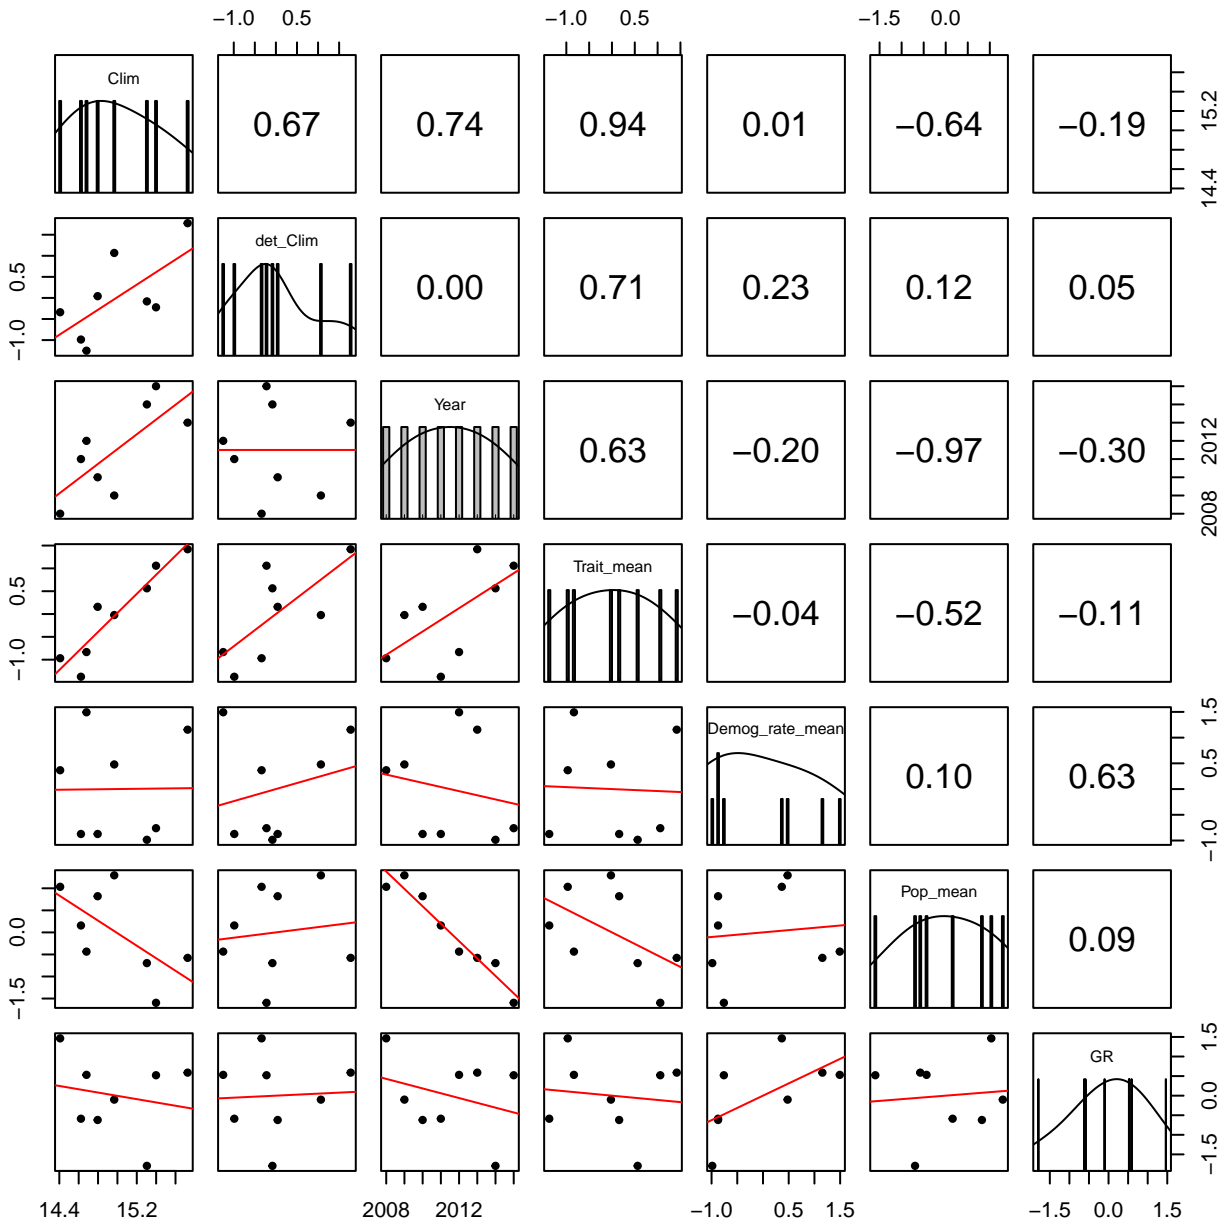 −1.0 0.5 −1.0 0.5 −1.5 0.0
Clim 0.67 0.74 0.94 0.01 −0.64 −0.19 14.4 15.2
−1.0 0.5 det_Clim 0.00 0.71 0.23 0.12 0.05
Year 0.63 −0.20 −0.97 −0.30 2008 2012
−1.0 0.5 Trait_mean −0.04 −0.52 −0.11
Demog_rate_mean 0.10 0.63 −1.0 0.5 1.5
−1.5 0.0 Pop_mean 0.09
GR −1.5 0.0 1.5
14.4 15.2 2008 2012 −1.0 0.5 1.5 −1.5 0.0 1.5